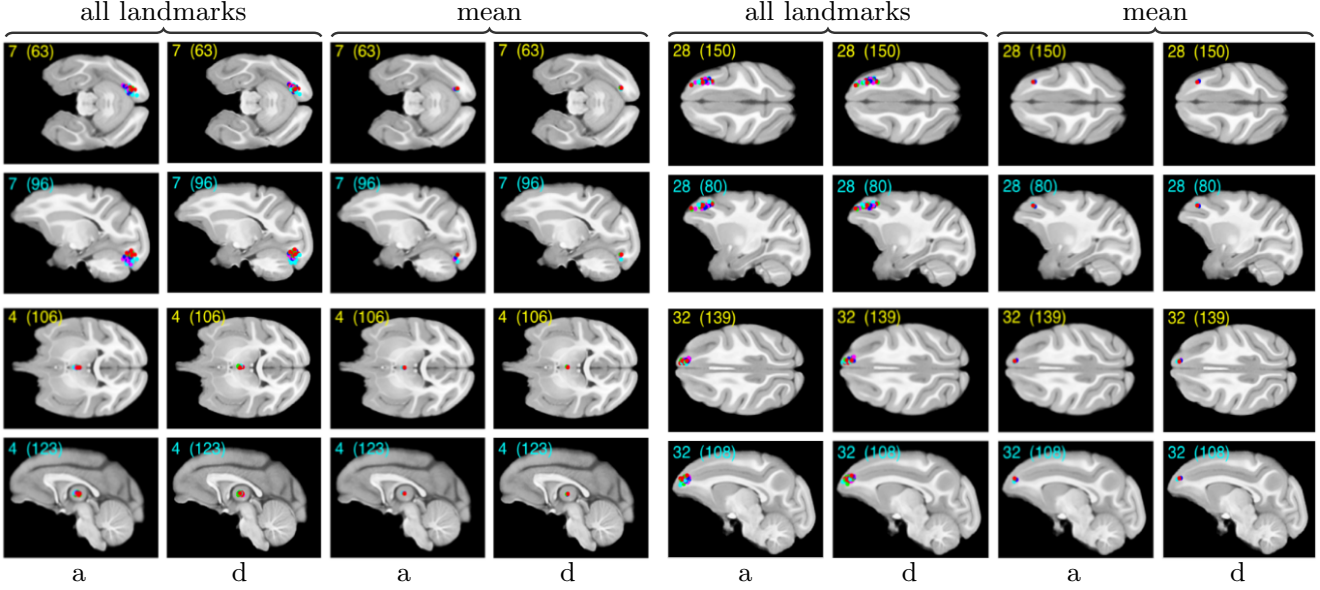 all landmarks mean all landmarks mean
7 (63) 7 (63) 7 (63) 7 (63) 28 (150) 28 (150) 28 (150) 28 (150)
7 (96) 7 (96) 7 (96) 7 (96) 28 (80) 28 (80) 28 (80) 28 (80)
4 (106) 4 (106) 4 (106) 4 (106) 32 (139) 32 (139) 32 (139) 32 (139)
4 (123) 4 (123) 4 (123) 4 (123) 32 (108) 32 (108) 32 (108) 32 (108)
a d a d a d a d